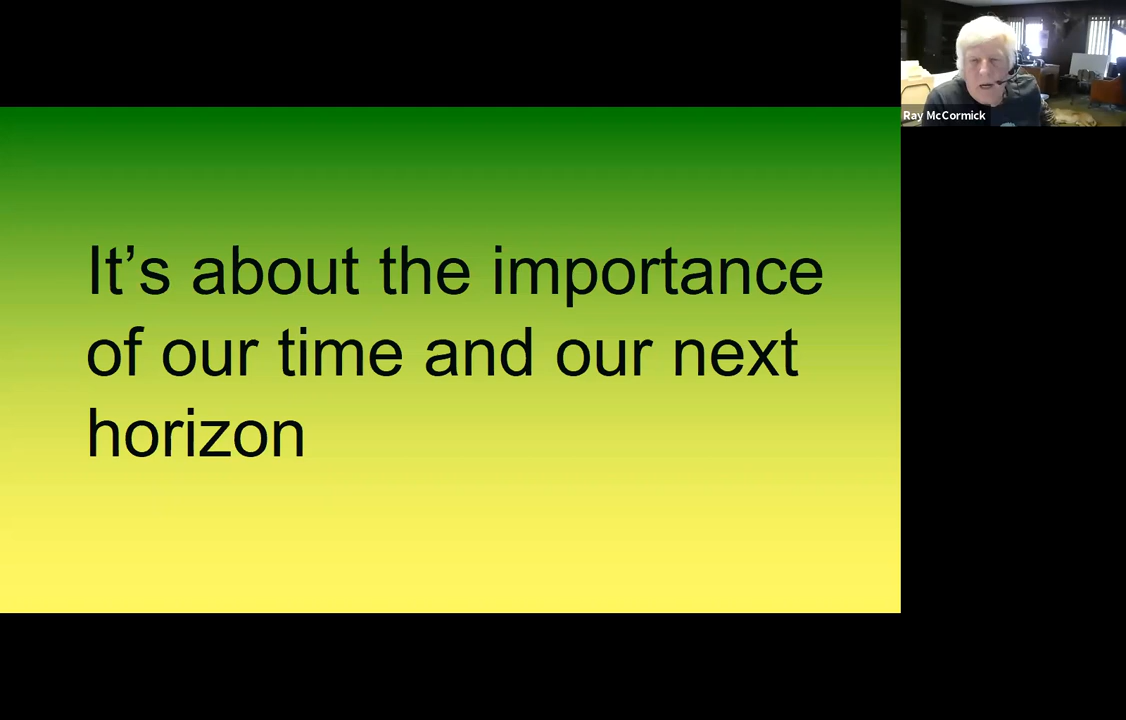 Ray McCormick
It’s about the importance
of our time and our next
horizon